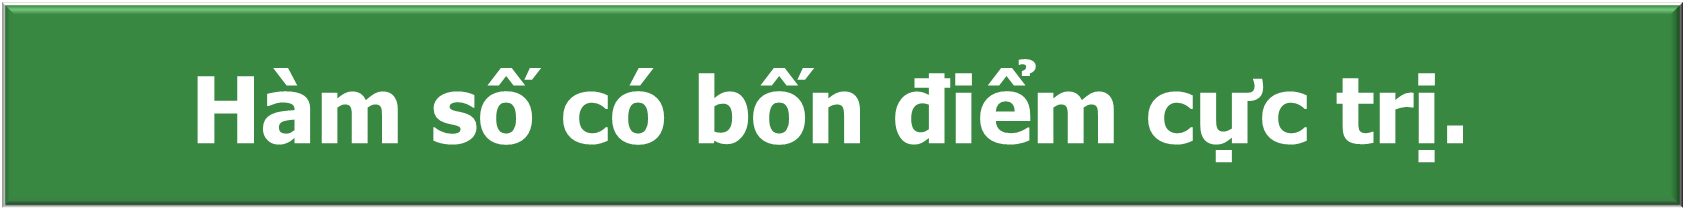 Hàm số có bốn điểm cực trị.